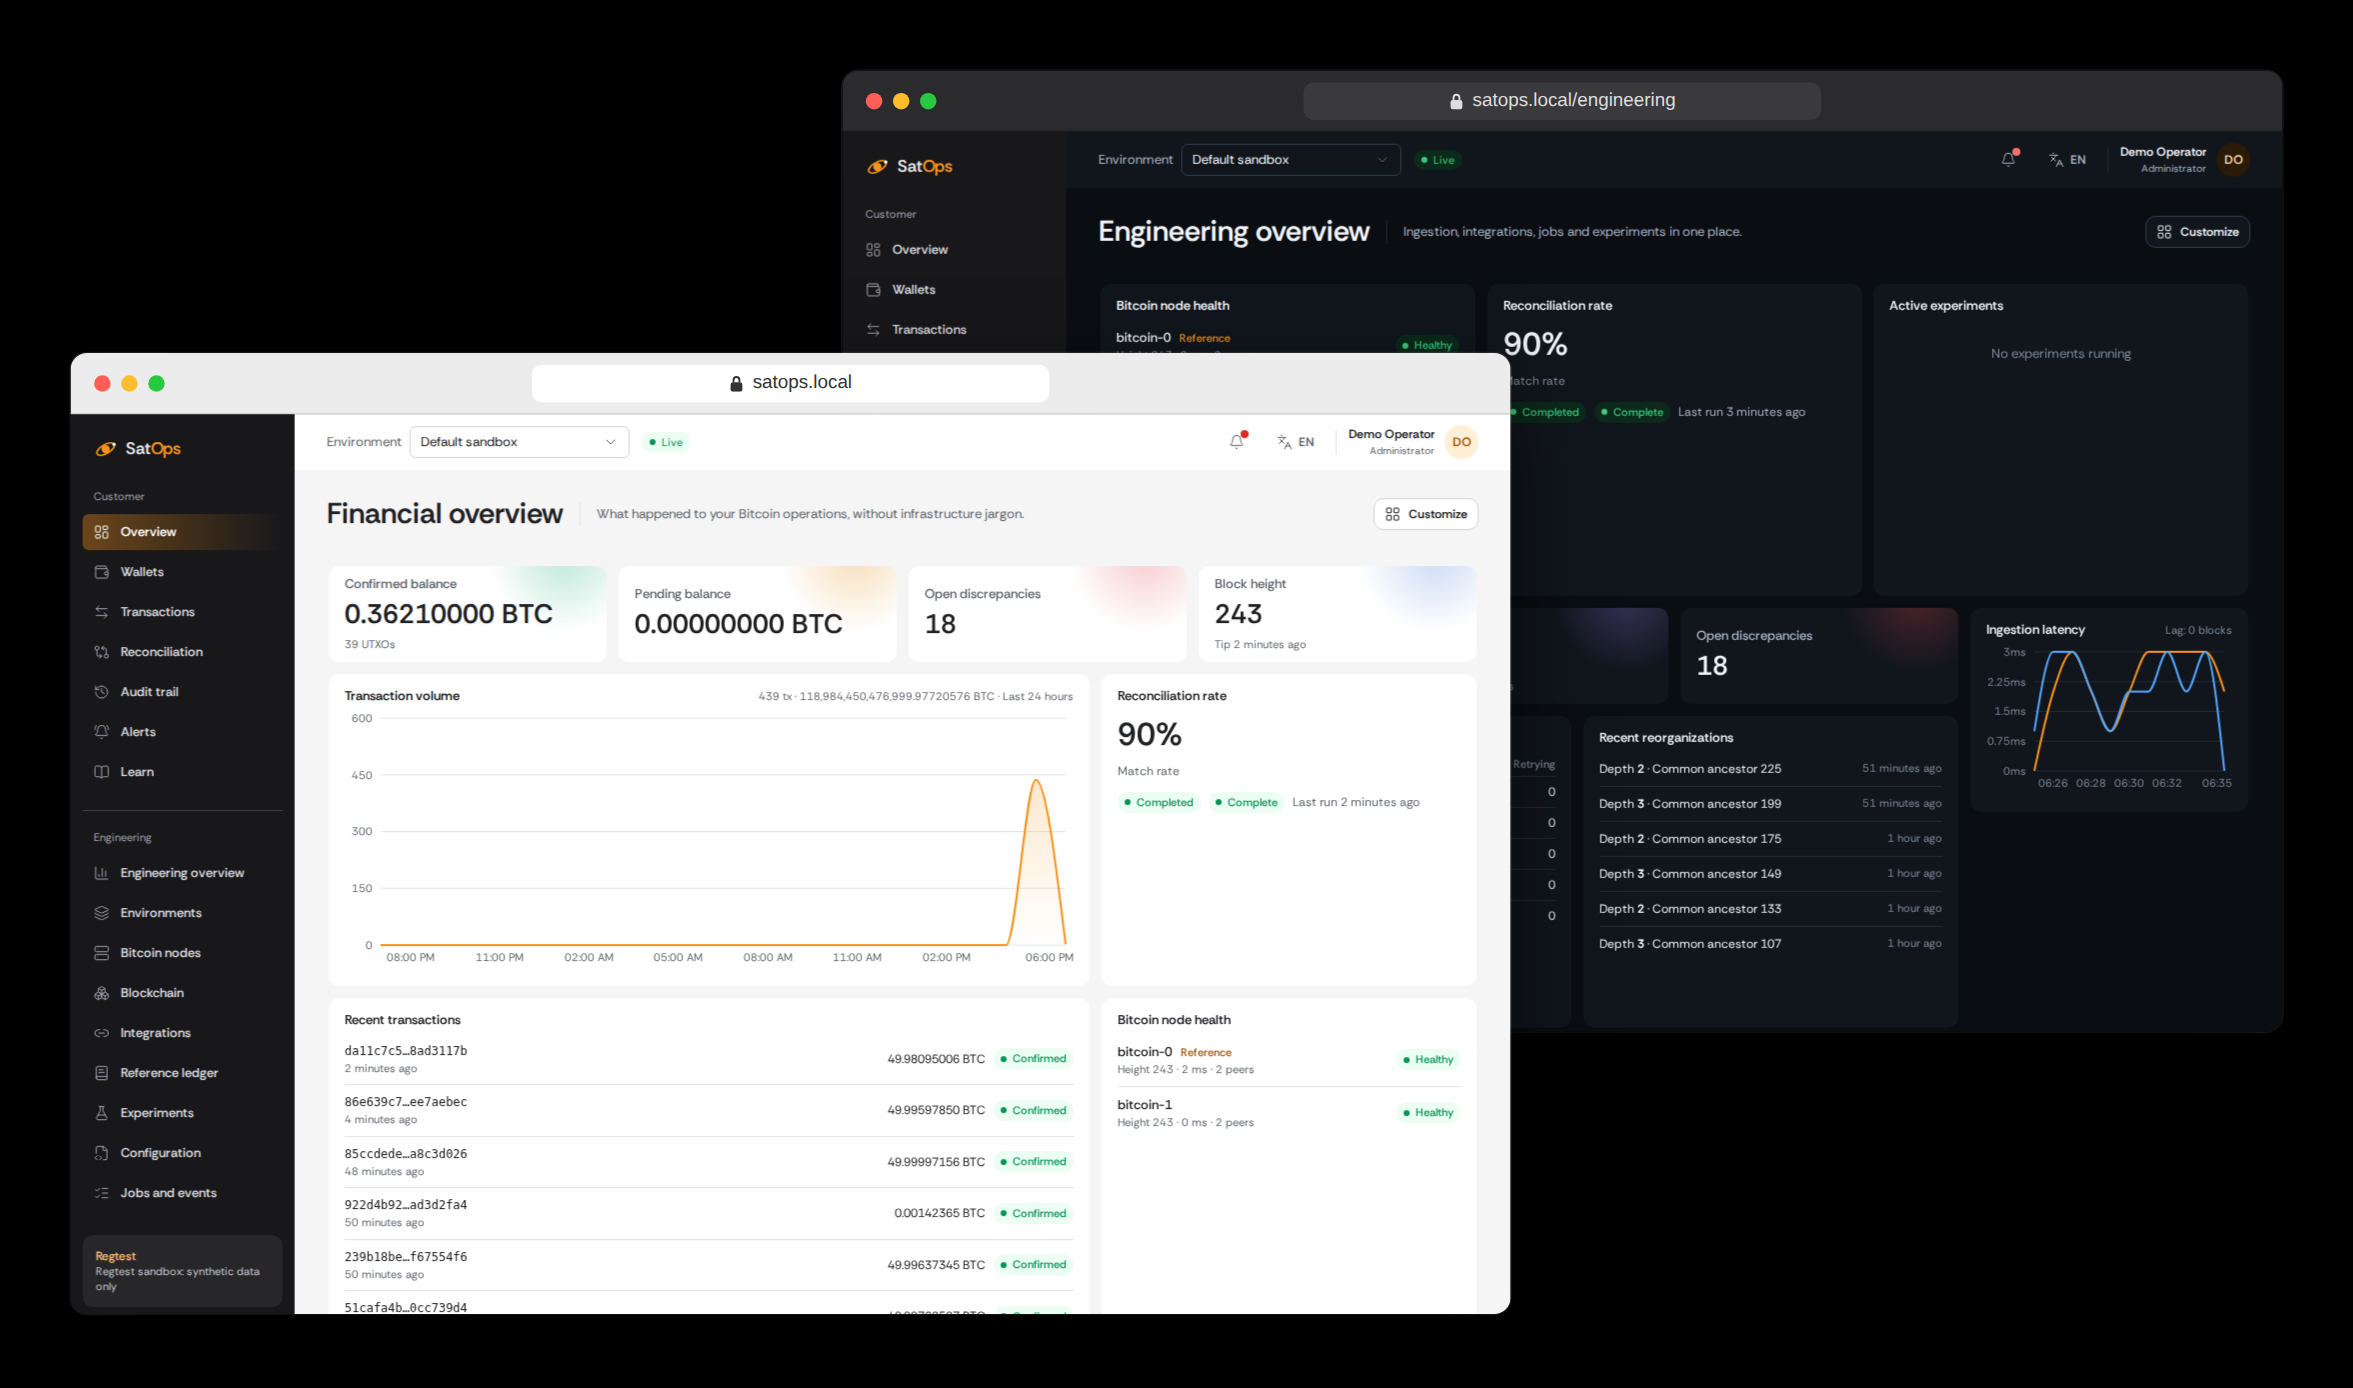 satops.local/engineering
SatOps
Environment
Default sandbox
Live
EN
Demo Operator
Administrator
DO
Customer
Overview
Wallets
Transactions
Engineering overview
Ingestion, integrations, jobs and experiments in one place.
Customize
Bitcoin node health
bitcoin-0 Reference
Healthy
Reconciliation rate
90%
Match rate
Completed
Complete
Last run 3 minutes ago
Active experiments
No experiments running
Open discrepancies
18
Ingestion latency
Lag: 0 blocks
3ms
2.25ms
1.5ms
0.75ms
0ms
06:26 06:28 06:30 06:32 06:35
Retrying
0
0
0
0
0
Recent reorganizations
Depth 2 · Common ancestor 225 51 minutes ago
Depth 3 · Common ancestor 199 51 minutes ago
Depth 2 · Common ancestor 175 1 hour ago
Depth 3 · Common ancestor 149 1 hour ago
Depth 2 · Common ancestor 133 1 hour ago
Depth 3 · Common ancestor 107 1 hour ago
satops.local
SatOps
Customer
Overview
Wallets
Transactions
Reconciliation
Audit trail
Alerts
Learn
Engineering
Engineering overview
Environments
Bitcoin nodes
Blockchain
Integrations
Reference ledger
Experiments
Configuration
Jobs and events
Regtest
Regtest sandbox: synthetic data
only
Environment
Default sandbox
Live
EN
Demo Operator
Administrator
DO
Financial overview
What happened to your Bitcoin operations, without infrastructure jargon.
Customize
Confirmed balance
0.36210000 BTC
39 UTXOs
Pending balance
0.00000000 BTC
Open discrepancies
18
Block height
243
Tip 2 minutes ago
Transaction volume
439 tx · 118,984,450,476,999.97720576 BTC · Last 24 hours
600
450
300
150
0
08:00 PM 11:00 PM 02:00 AM 05:00 AM 08:00 AM 11:00 AM 02:00 PM 06:00 PM
Reconciliation rate
90%
Match rate
Completed
Complete
Last run 2 minutes ago
Recent transactions
da11c7c5…8ad3117b
2 minutes ago
49.98095006 BTC
Confirmed
86e639c7…ee7aebec
4 minutes ago
49.99597850 BTC
Confirmed
85ccdede…a8c3d026
48 minutes ago
49.99997156 BTC
Confirmed
922d4b92…ad3d2fa4
50 minutes ago
0.00142365 BTC
Confirmed
239b18be…f67554f6
50 minutes ago
49.99637345 BTC
Confirmed
51cafa4b…0cc739d4
Bitcoin node health
bitcoin-0 Reference
Height 243 · 2 ms · 2 peers
Healthy
bitcoin-1
Height 243 · 0 ms · 2 peers
Healthy